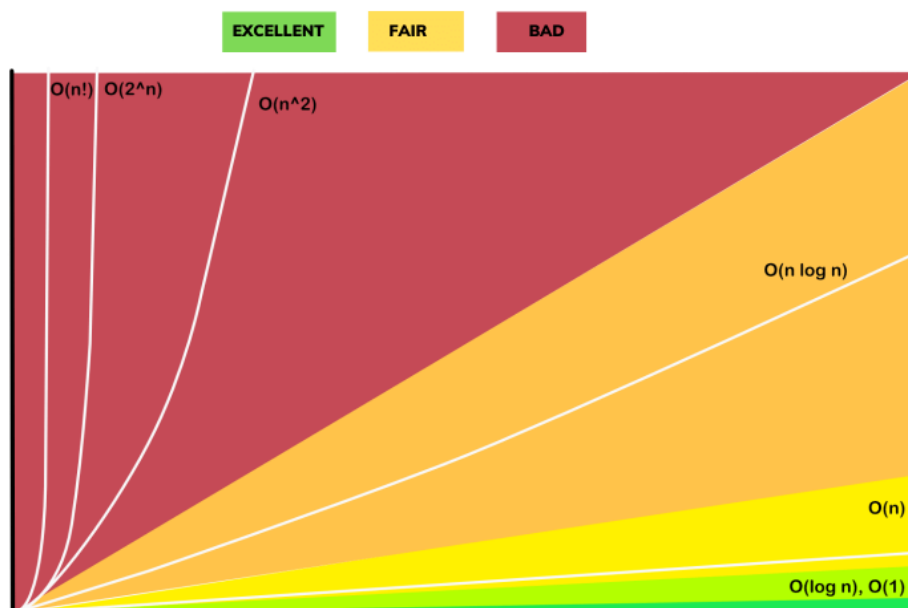 EXCELLENT
FAIR
BAD
O(n!)
O(2^n)
O(n^2)
O(n log n)
O(n)
O(log n), O(1)